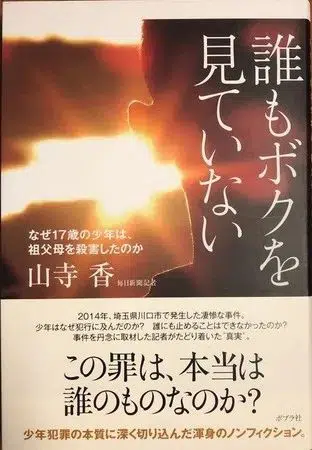 誰もボクを
見ていない
なぜ17歳の少年は、
祖父母を殺害したのか
山寺 香 毎日新聞記者
2014年、埼玉県川口市で発生した凄惨な事件。
少年はなぜ犯行に及んだのか? 誰にも止めることはできなかったのか?
事件を丹念に取材した記者がたどり着いた“真実”。
この罪は、本当は
誰のものなのか?
ポプラ社
少年犯罪の本質に深く切り込んだ渾身のノンフィクション。